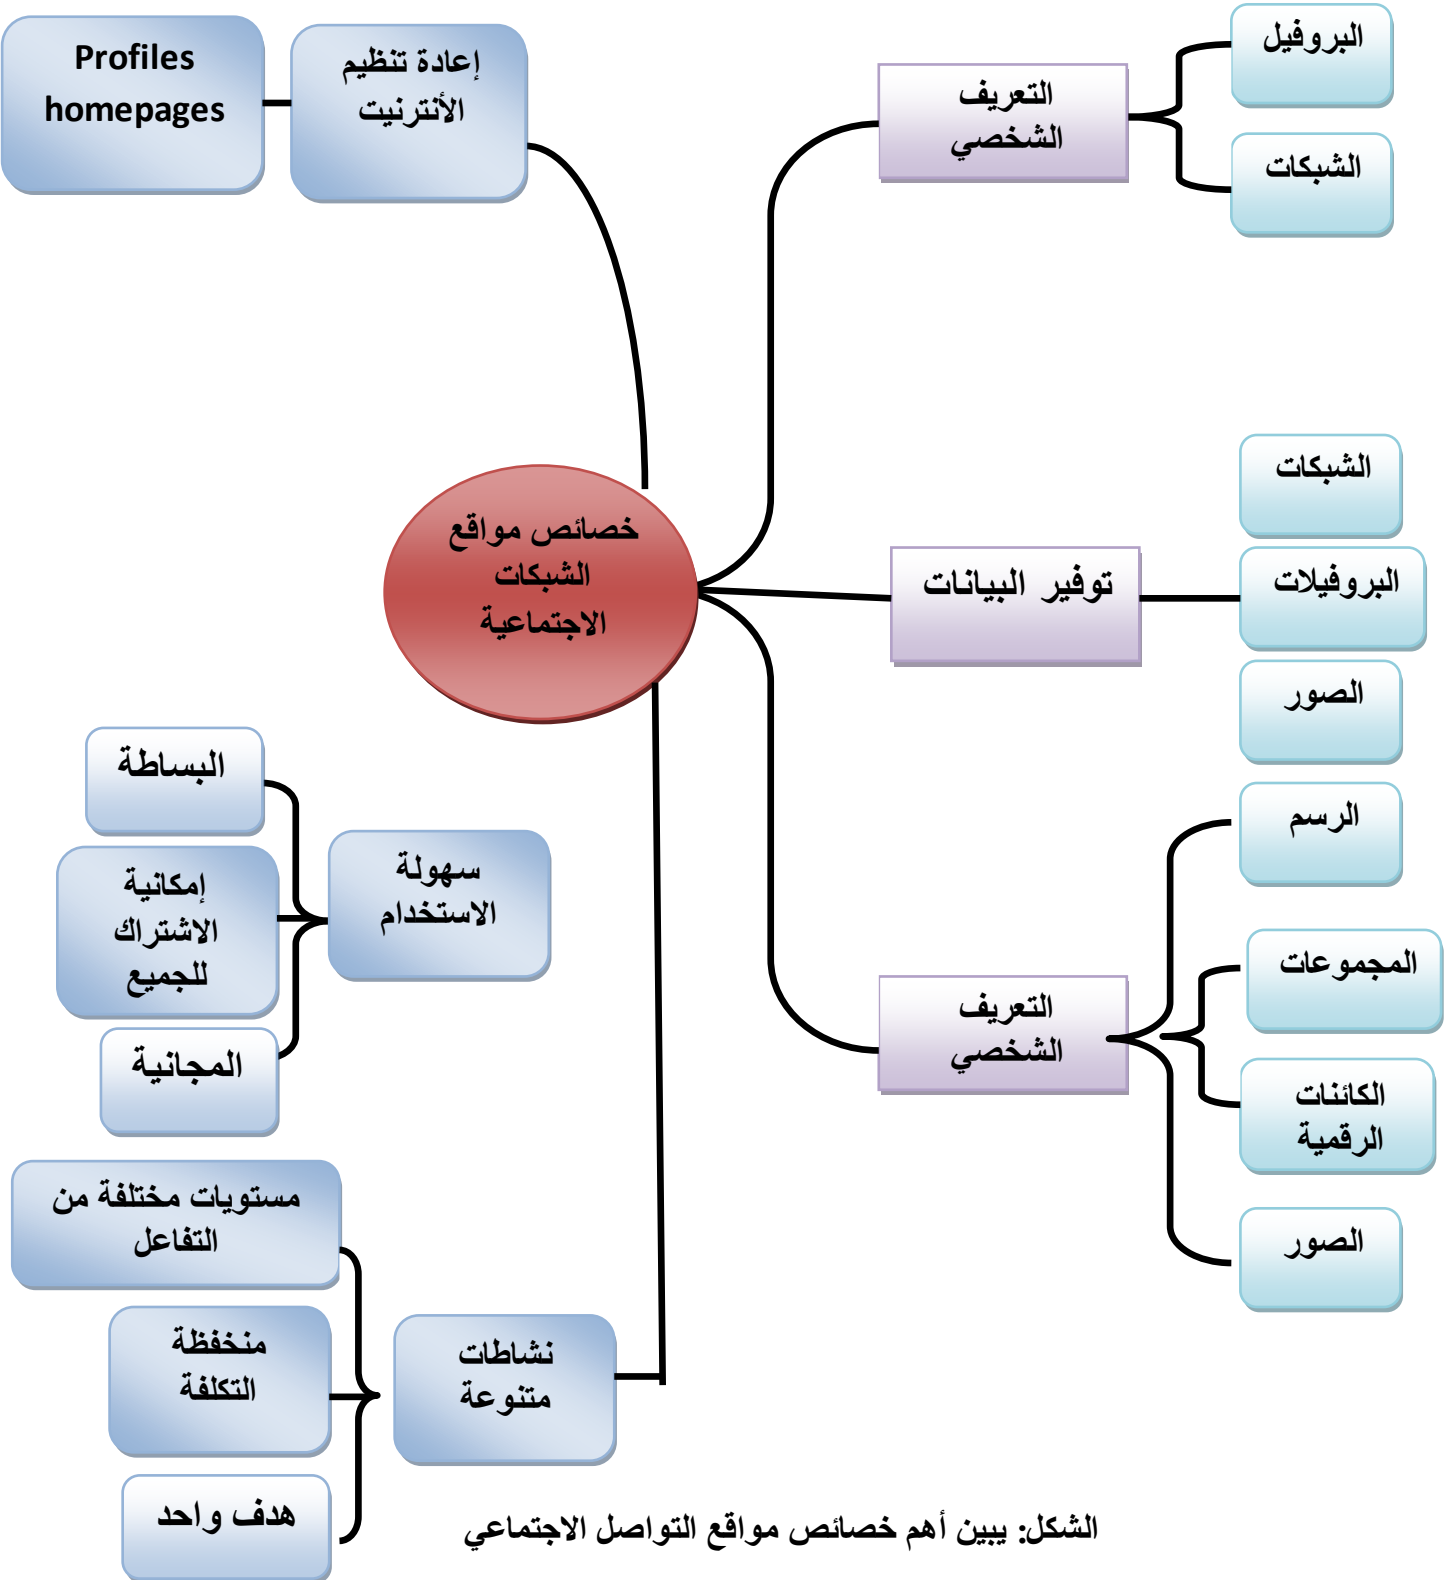 البروفيل
التعريف
الشخصي
الشبكات
إعادة تنظيم
الأنترنيت
Profiles
homepages
الشبكات
البروفيلات
توفير البيانات
الصور
خصائص مواقع
الشبكات
الاجتماعية
الرسم
المجموعات
التعريف
الشخصي
الكائنات
الرقمية
الصور
البساطة
سهولة
الاستخدام
إمكانية
الاشتراك
للجميع
المجانية
مستويات مختلفة من
التفاعل
نشاطات
متنوعة
منخفظة
التكلفة
هدف واحد
الشكل: يبين أهم خصائص مواقع التواصل الاجتماعي